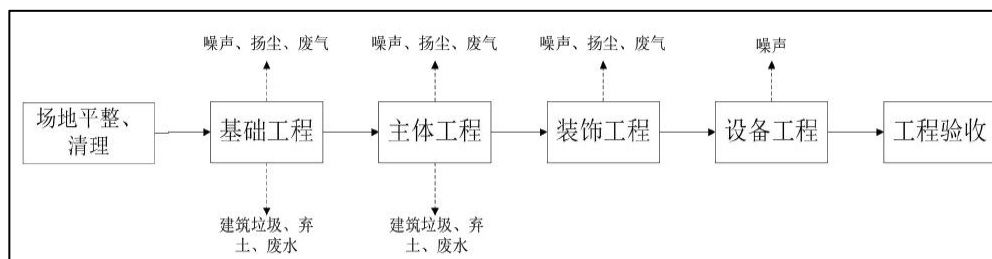 噪声、扬尘、废气
噪声、扬尘、废气
噪声、扬尘、废气
噪声
场地平整、
清理
基础工程
主体工程
装饰工程
设备工程
工程验收
建筑垃圾、弃
土、废水
建筑垃圾、弃
土、废水